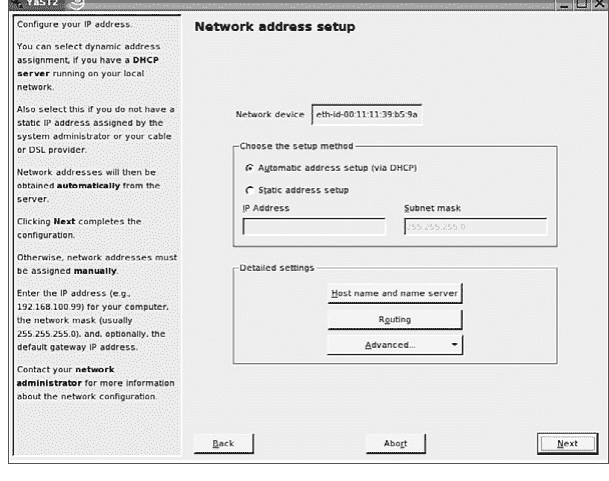 YaST2
Configure your IP address.
You can select dynamic address
assignment, if you have a DHCP
server running on your local
network.
Also select this if you do not have a
static IP address assigned by the
system administrator or your cable
or DSL provider.
Network addresses will then be
obtained automatically from the
server.
Clicking Next completes the
configuration.
Otherwise, network addresses must
be assigned manually.
Enter the IP address (e.g.,
192.168.100.99) for your computer,
the network mask (usually
255.255.255.0), and, optionally, the
default gateway IP address.
Contact your network
administrator for more information
about the network configuration.
Network address setup
Network device eth-id-00:11:11:39:b5:9a
Choose the setup method
Automatic address setup (via DHCP)
Static address setup
IP Address Subnet mask
255.255.255.0
Detailed settings
Host name and name server
Routing
Advanced...
Back Abort Next